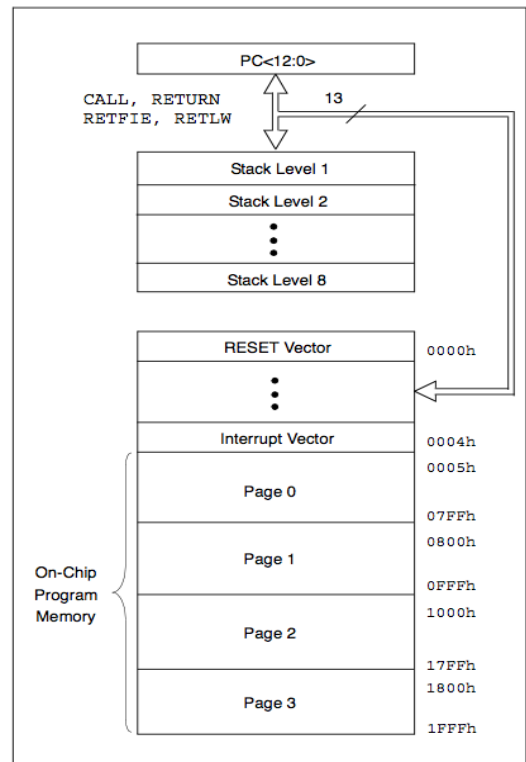 PC<12:0>
CALL, RETURN
RETFIE, RETLW
13
Stack Level 1
Stack Level 2
Stack Level 8
RESET Vector
0000h
Interrupt Vector
0004h
0005h
Page 0
07FFh
0800h
Page 1
0FFFh
On-Chip
Program
Memory
1000h
Page 2
17FFh
1800h
Page 3
1FFFh